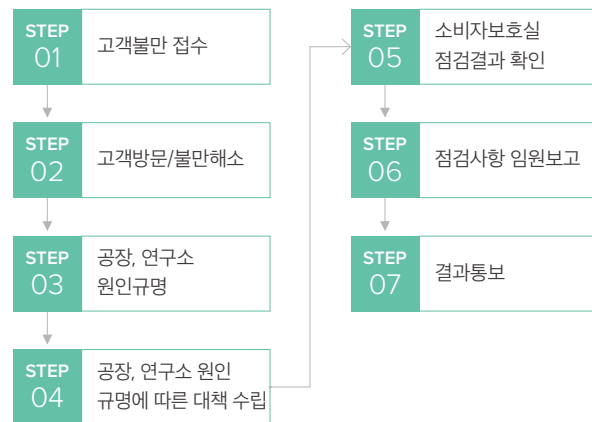 STEP
01
고객불만 접수
STEP
02
고객방문/불만해소
STEP
03
공장, 연구소
원인규명
STEP
04
공장, 연구소 원인
규명에 따른 대책 수립
STEP
05
소비자보호실
점검결과 확인
STEP
06
점검사항 임원보고
STEP
07
결과통보